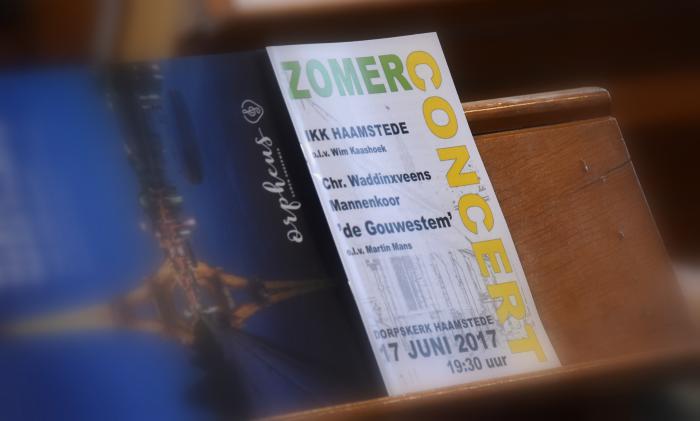 orpheus
ZOMER
CONCERT
IKK HAAMSTEDE
o.l.v. Wim Kaashoek
Chr. Waddinxveens
Mannenkoor
'de Gouwestem'
o.l.v. Martin Mans
DORPSKERK HAAMSTEDE
17 JUNI 2017
19:30 uur